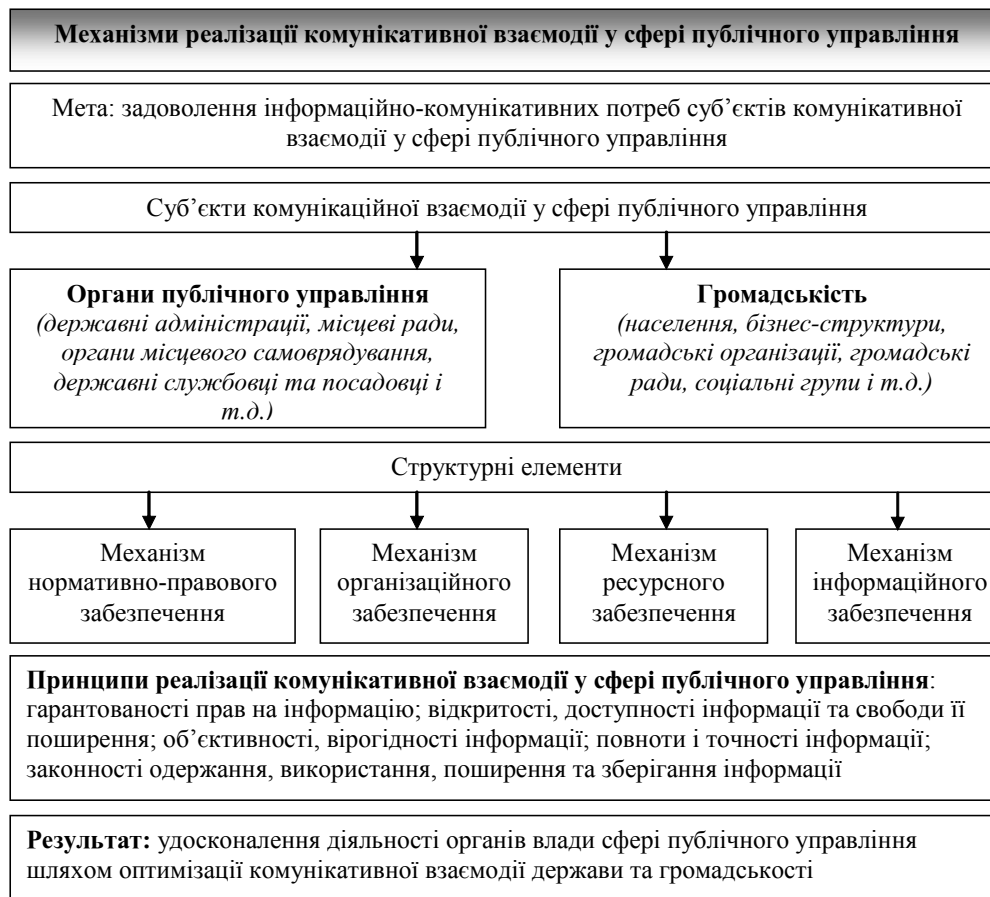 Механізми реалізації комунікативної взаємодії у сфері публічного управління
Мета: задоволення інформаційно-комунікативних потреб суб’єктів комунікативної
взаємодії у сфері публічного управління
Суб’єкти комунікаційної взаємодії у сфері публічного управління
Органи публічного управління
(державні адміністрації, місцеві ради,
органи місцевого самоврядування,
державні службовці та посадовці і
т.д.)
Громадськість
(населення, бізнес-структури,
громадські організації, громадські
ради, соціальні групи і т.д.)
Структурні елементи
Механізм
нормативно-правового
забезпечення
Механізм
організаційного
забезпечення
Механізм
ресурсного
забезпечення
Механізм
інформаційного
забезпечення
Принципи реалізації комунікативної взаємодії у сфері публічного управління:
гарантованості прав на інформацію; відкритості, доступності інформації та свободи її
поширення; об’єктивності, вірогідності інформації; повноти і точності інформації;
законності одержання, використання, поширення та зберігання інформації
Результат: удосконалення діяльності органів влади сфері публічного управління
шляхом оптимізації комунікативної взаємодії держави та громадськості